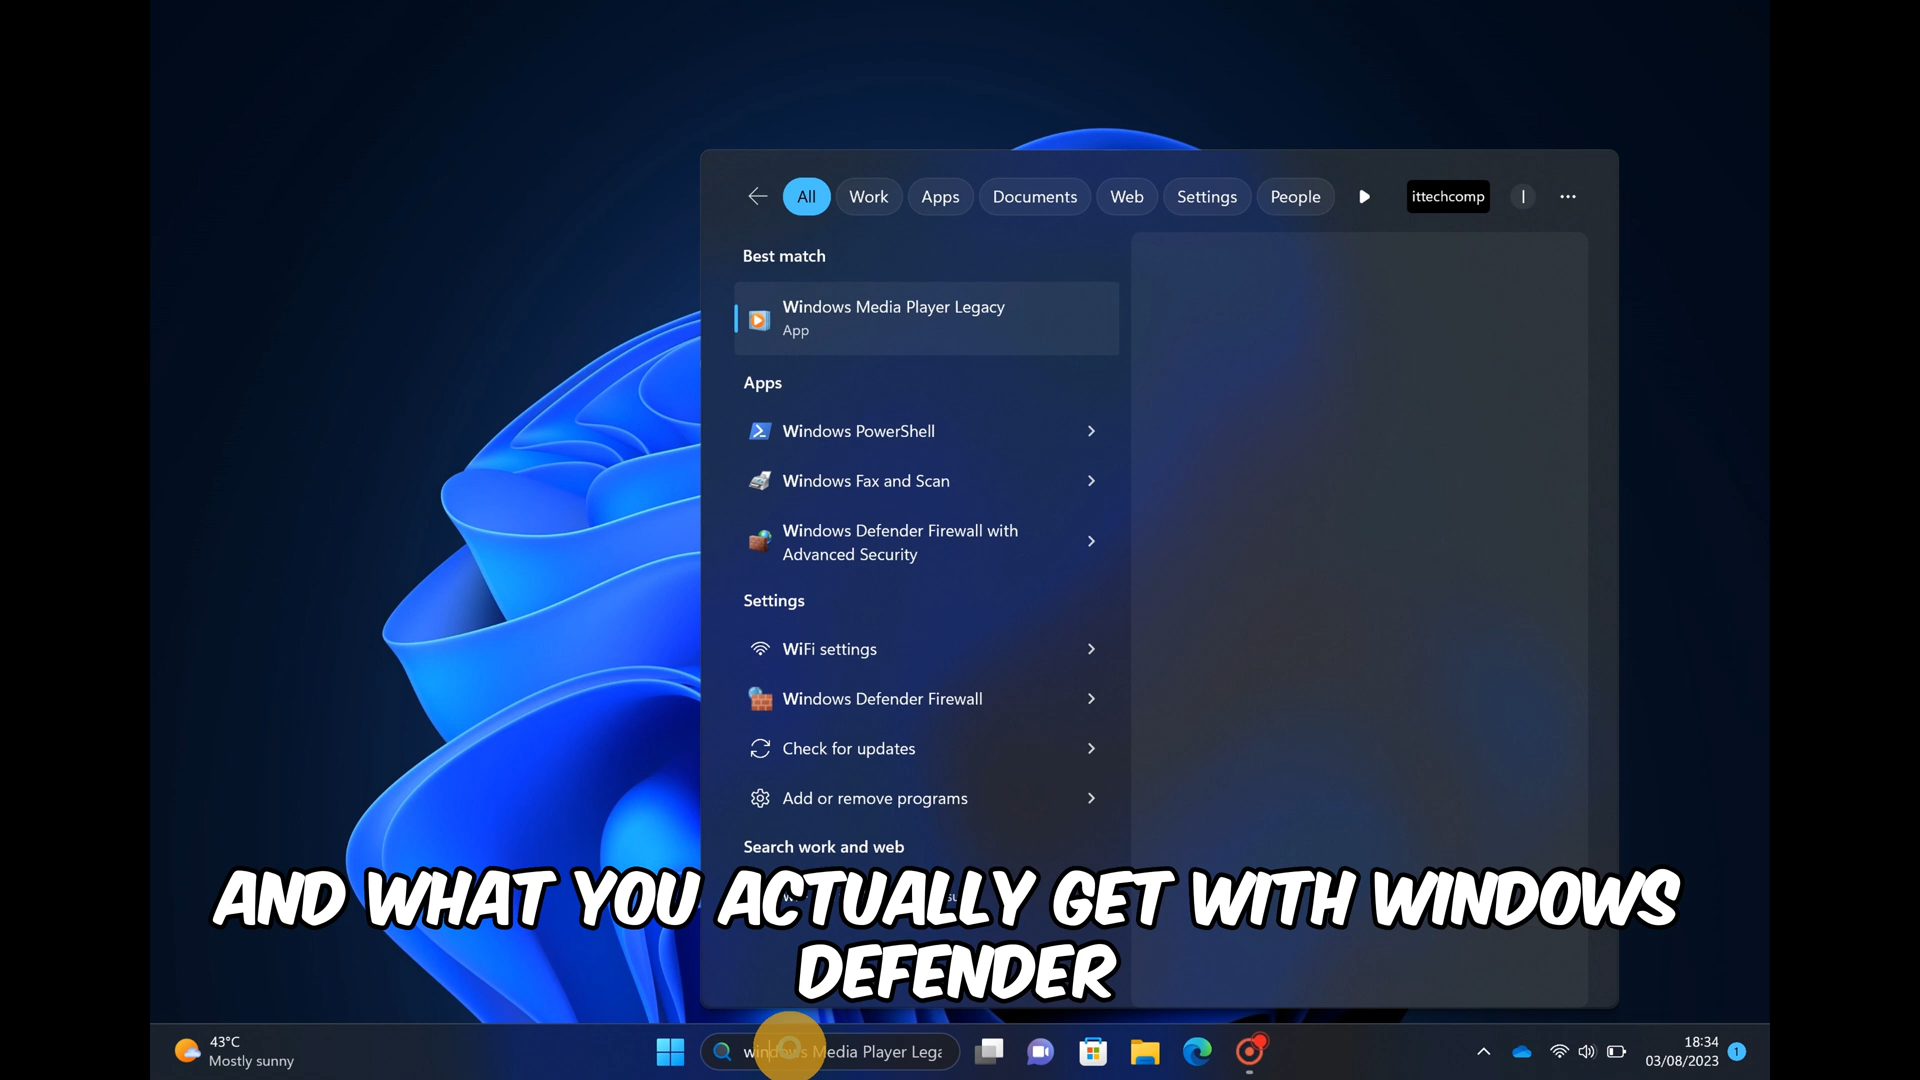 All Work Apps Documents Web Settings People ittechcomp I
Best match
Windows Media Player Legacy
App
Apps
Windows PowerShell
Windows Fax and Scan
Windows Defender Firewall with
Advanced Security
Settings
WiFi settings
Windows Defender Firewall
Check for updates
Add or remove programs
Search work and web
AND WHAT YOU ACTUALLY GET WITH WINDOWS
DEFENDER
43°C
Mostly sunny
windows Media Player Lega
18:34
03/08/2023
1